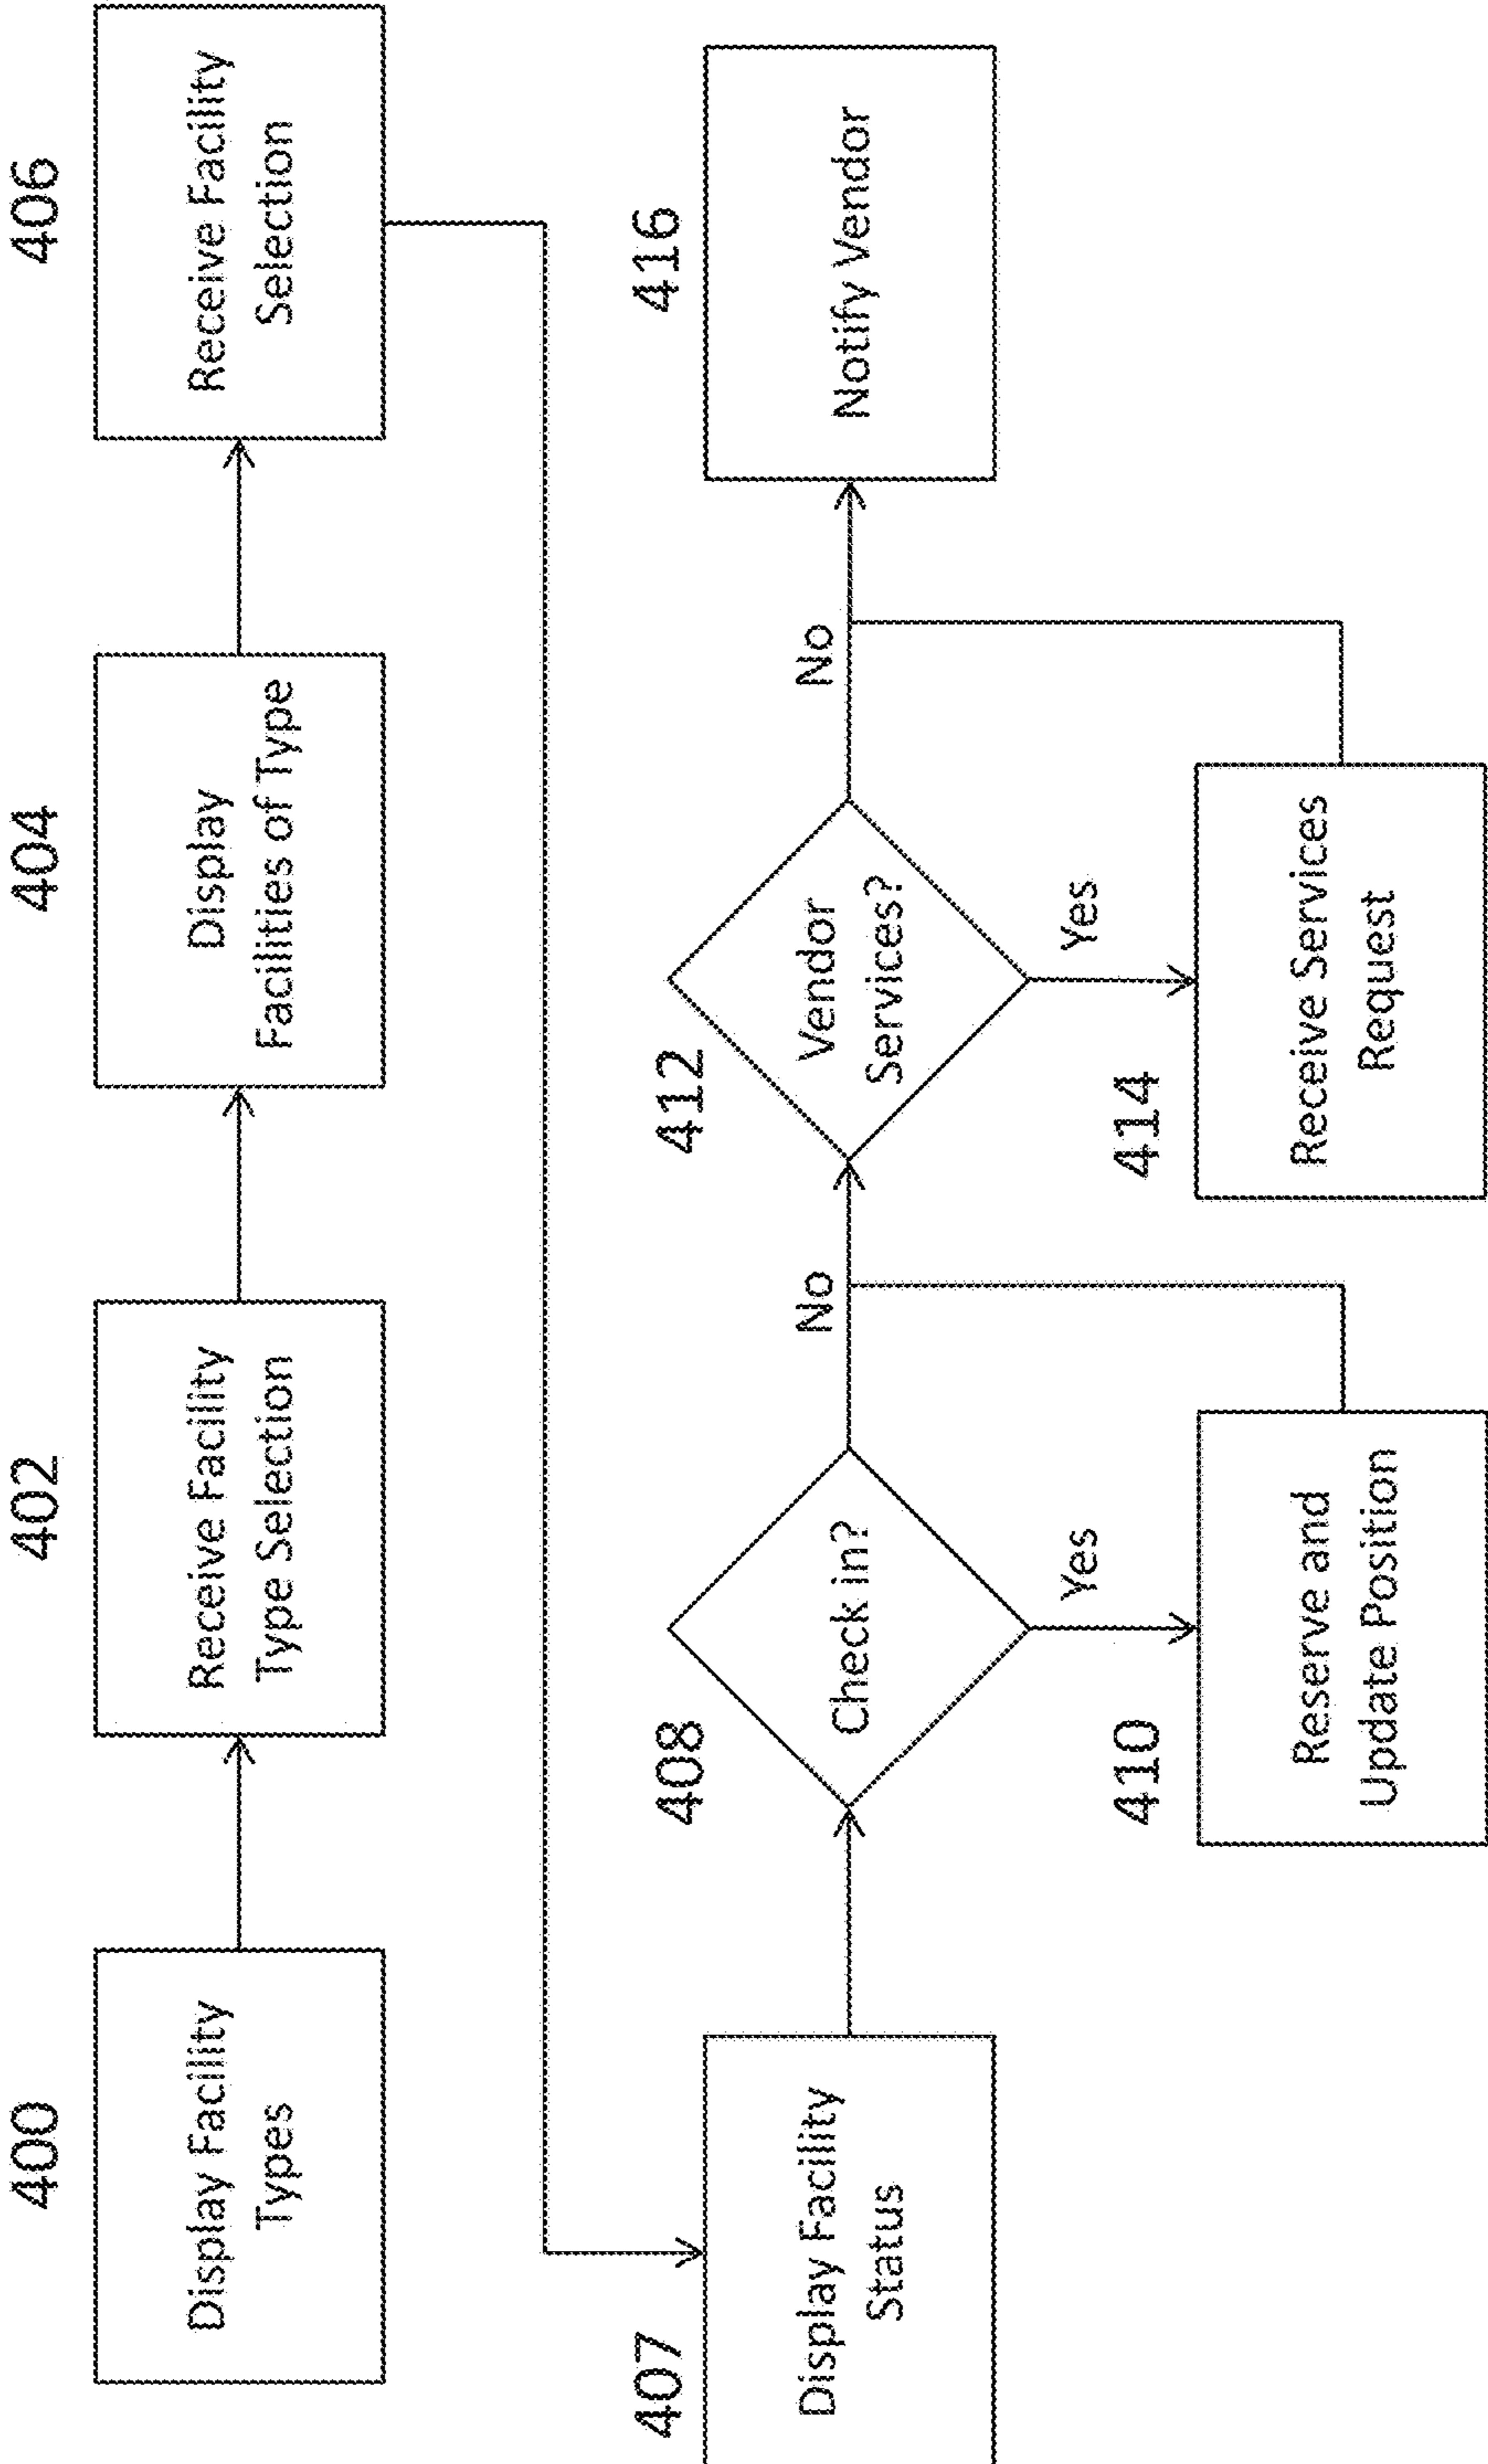 400
Display Facility
Types
402
Receive Facility
Type Selection
404
Display
Facilities of Type
406
Receive Facility
Selection
407
Display Facility
Status
408
Check in?
No
Yes
410
Reserve and
Update Position
412
Vendor
Services?
No
Yes
414
Receive Services
Request
416
Notify Vendor